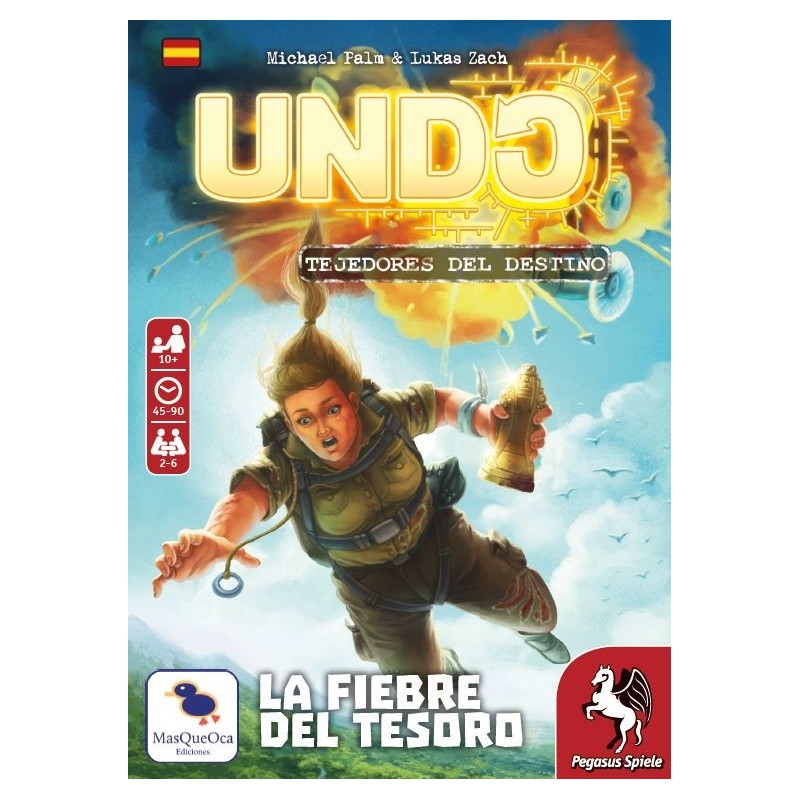 Michael Palm & Lukas Zach
UNDO
TEJEDORES DEL DESTINO
10+
45-90
2-6
LA FIEBRE
DEL TESORO
MasQueOca
Ediciones
Pegasus Spiele